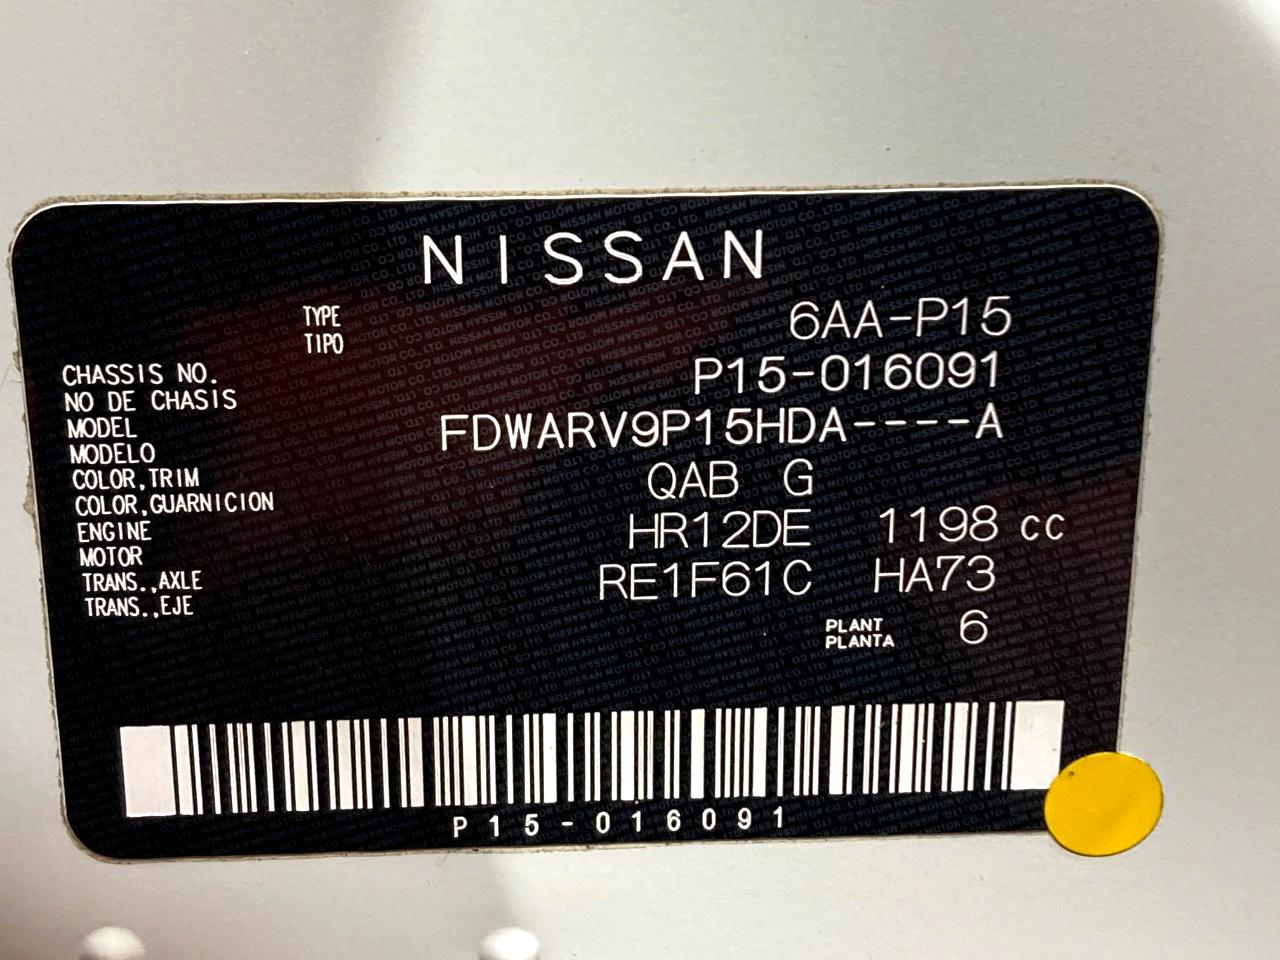 NISSAN
TYPE
TIPO
6AA-P15
CHASSIS NO.
NO DE CHASIS
P15-016091
MODEL
MODELO
FDWARV9P15HDA----A
COLOR,TRIM
COLOR,GUARNICION
QAB G
ENGINE
MOTOR
HR12DE 1198 cc
TRANS.,AXLE
TRANS.,EJE
RE1F61C HA73
PLANT
PLANTA
6
P15-016091